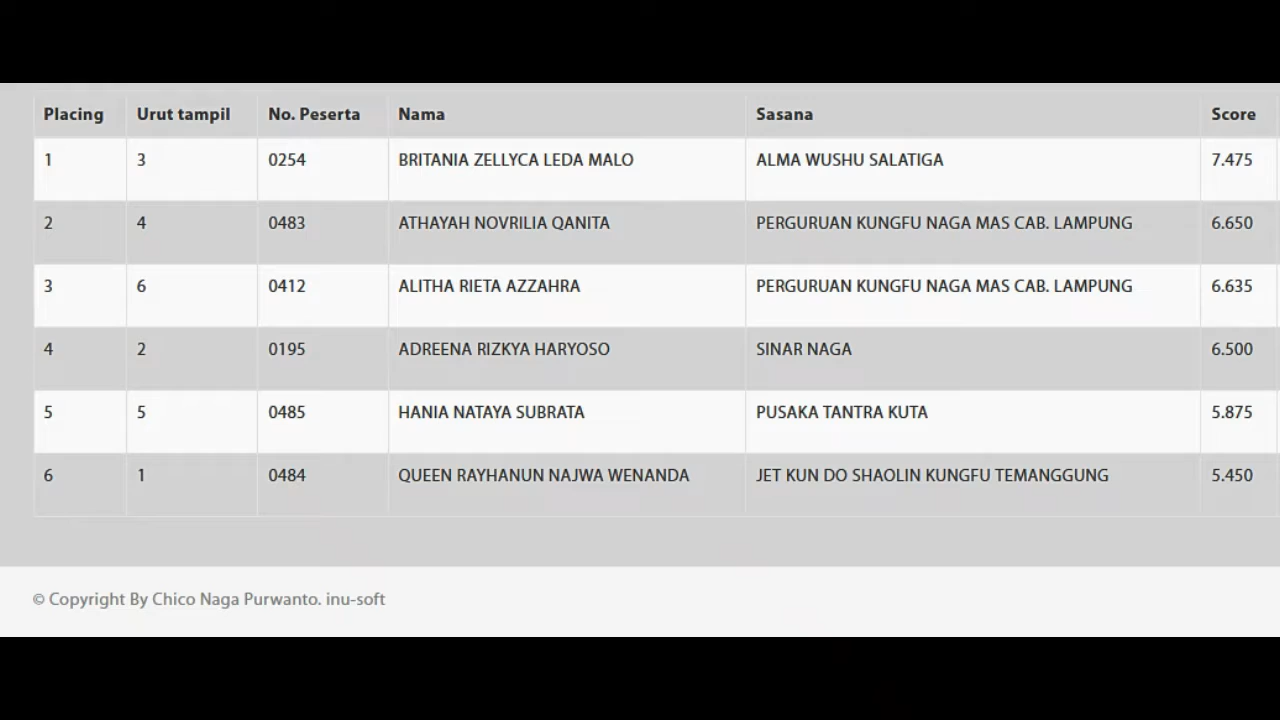 Placing Urut tampil No. Peserta Nama Sasana Score
1 3 0254 BRITANIA ZELLYCA LEDA MALO ALMA WUSHU SALATIGA 7.475
2 4 0483 ATHAYAH NOVRILIA QANITA PERGURUAN KUNGFU NAGA MAS CAB. LAMPUNG 6.650
3 6 0412 ALITHA RIETA AZZAHRA PERGURUAN KUNGFU NAGA MAS CAB. LAMPUNG 6.635
4 2 0195 ADREENA RIZKYA HARYOSO SINAR NAGA 6.500
5 5 0485 HANIA NATAYA SUBRATA PUSAKA TANTRA KUTA 5.875
6 1 0484 QUEEN RAYHANUN NAJWA WENANDA JET KUN DO SHAOLIN KUNGFU TEMANGGUNG 5.450
© Copyright By Chico Naga Purwanto. inu-soft